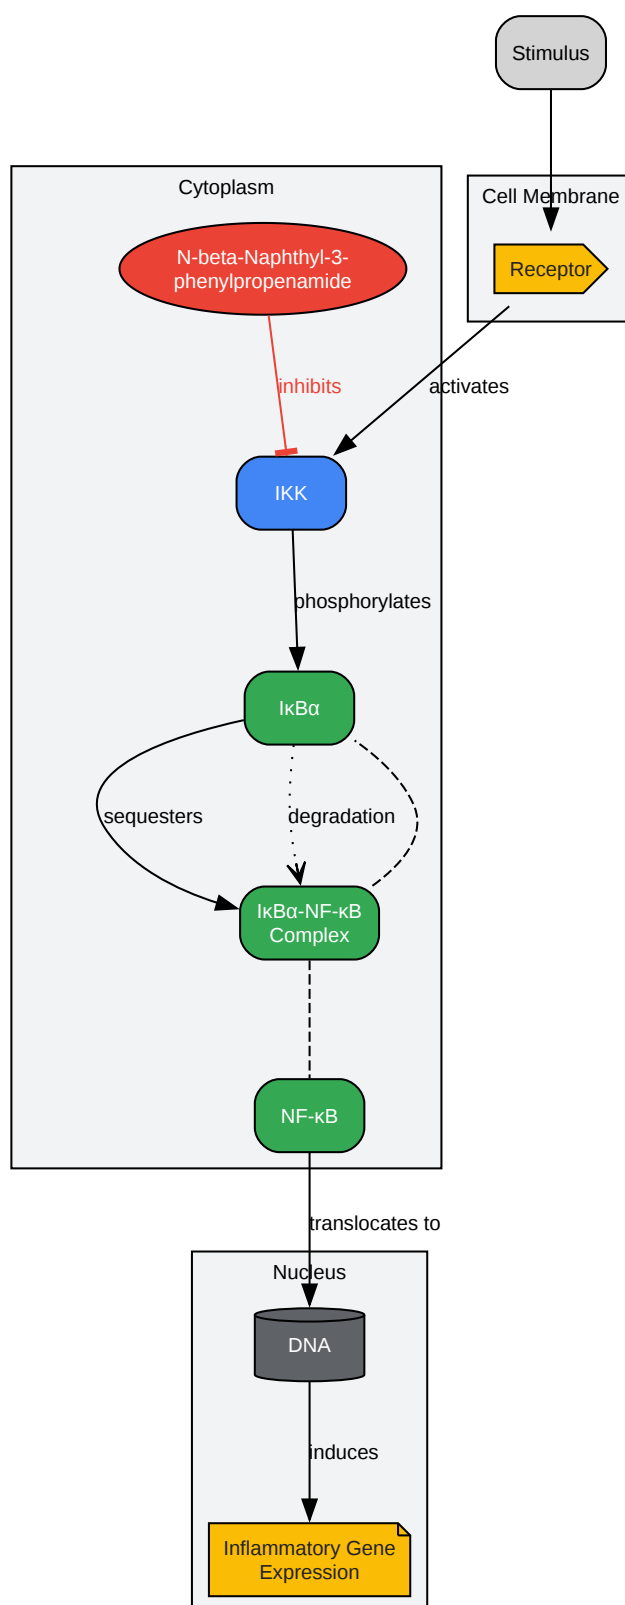 Stimulus
Cytoplasm
Cell Membrane
N-beta-Naphthyl-3-
phenylpropenamide
Receptor
inhibits
activates
IKK
phosphorylates
IκBα
sequesters
degradation
IκBα-NF-κB
Complex
NF-κB
translocates to
Nucleus
DNA
induces
Inflammatory Gene
Expression